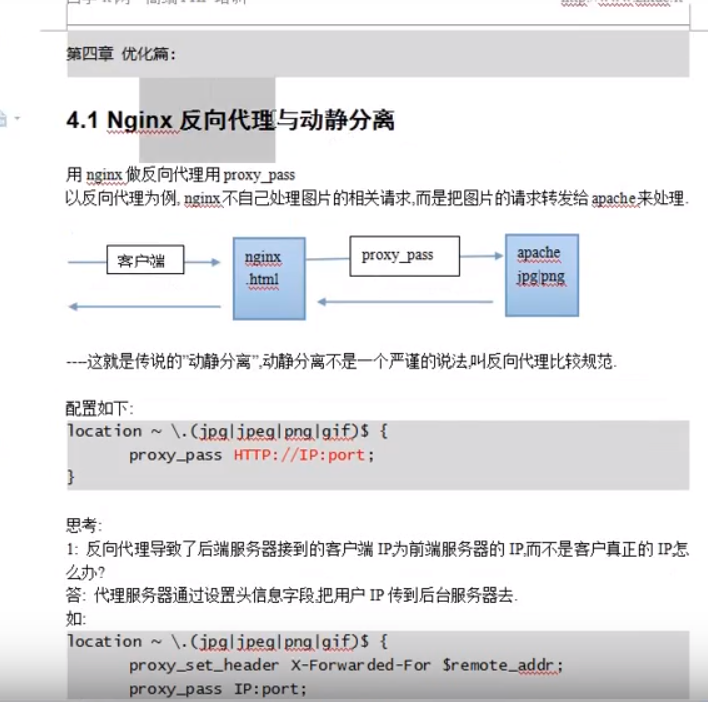 第四章 优化篇:
4.1 Nginx 反向代理与动静分离
用 nginx 做反向代理用 proxy_pass
以反向代理为例, nginx 不自己处理图片的相关请求,而是把图片的请求转发给 apache 来处理.
客户端
nginx
.html
proxy_pass
apache
jpg|png
----这就是传说的”动静分离”,动静分离不是一个严谨的说法,叫反向代理比较规范.
配置如下:
location ~ \.(jpg|jpeg|png|gif)$ {
proxy_pass HTTP://IP:port;
}
思考:
1: 反向代理导致了后端服务器接到的客户端 IP 为前端服务器的 IP,而不是客户真正的 IP,怎
么办?
答: 代理服务器通过设置头信息字段,把用户 IP 传到后台服务器去.
如:
location ~ \.(jpg|jpeg|png|gif)$ {
proxy_set_header X-Forwarded-For $remote_addr;
proxy_pass IP:port;